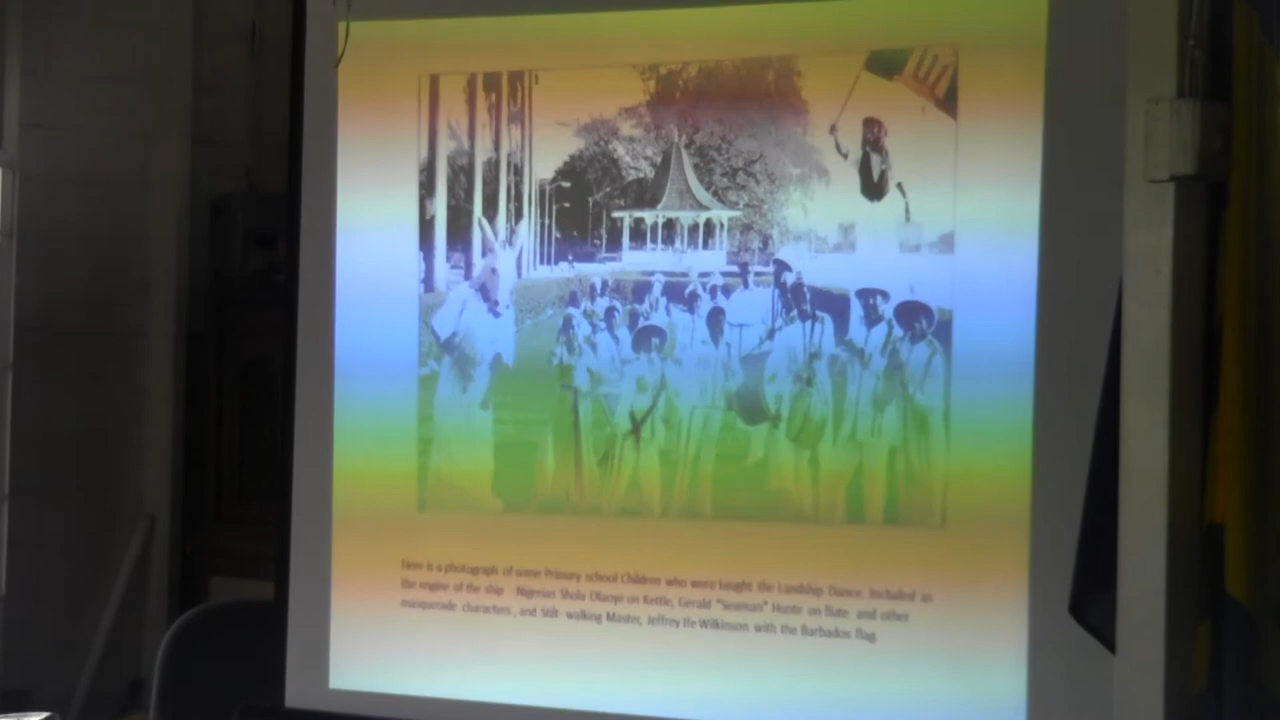 Here is a photograph of some Primary school Children who were taught the Landship Dance. Included as
the engine of the ship Nigerian Shola Olaoye on Kettle, Gerald "Seaman" Hunte on flute and other
masquerade characters, and Stilt walking Master, Jeffrey Ife Wilkinson with the Barbados flag.